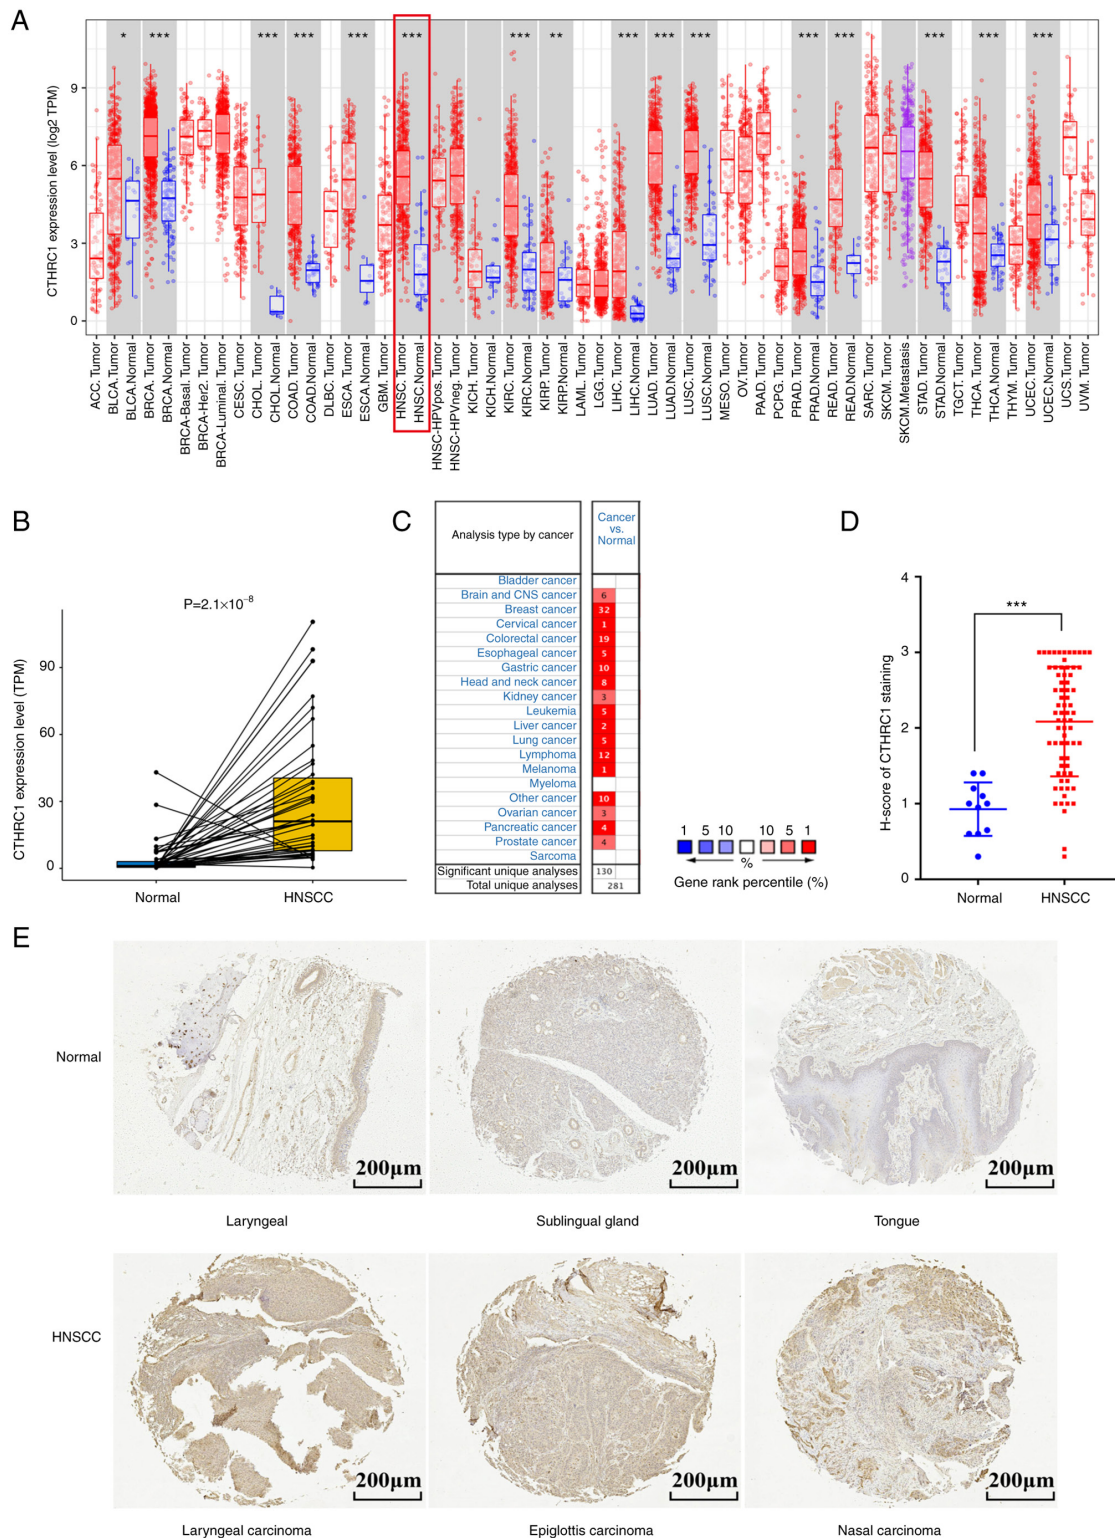 A
CTHRC1 expression level (log2 TPM)
9
6
3
0
* *** *** *** *** *** *** ** *** *** *** *** *** *** *** ***
ACC. Tumor
BLCA. Tumor
BLCA.Normal
BRCA. Tumor
BRCA.Normal
BRCA-Basal. Tumor
BRCA-Her2. Tumor
BRCA-Luminal. Tumor
CESC. Tumor
CHOL. Tumor
CHOL.Normal
COAD. Tumor
COAD.Normal
DLBC. Tumor
ESCA. Tumor
ESCA.Normal
GBM. Tumor
HNSC. Tumor
HNSC.Normal
HNSC-HPVpos. Tumor
HNSC-HPVneg. Tumor
KICH. Tumor
KICH.Normal
KIRC. Tumor
KIRC.Normal
KIRP. Tumor
KIRP.Normal
LAML. Tumor
LGG. Tumor
LIHC. Tumor
LIHC.Normal
LUAD. Tumor
LUAD.Normal
LUSC. Tumor
LUSC.Normal
MESO. Tumor
OV. Tumor
PAAD. Tumor
PCPG. Tumor
PRAD. Tumor
PRAD.Normal
READ. Tumor
READ.Normal
SARC. Tumor
SKCM. Tumor
SKCM.Metastasis
STAD. Tumor
STAD.Normal
TGCT. Tumor
THCA. Tumor
THCA.Normal
THYM. Tumor
UCEC. Tumor
UCEC.Normal
UCS. Tumor
UVM. Tumor
B
P=2.1×10⁻⁸
CTHRC1 expression level (TPM)
90
60
30
0
Normal HNSCC
C
Analysis type by cancer
Cancer
vs.
Normal
Bladder cancer
Brain and CNS cancer 6
Breast cancer 32
Cervical cancer 1
Colorectal cancer 19
Esophageal cancer 5
Gastric cancer 10
Head and neck cancer 8
Kidney cancer 3
Leukemia 5
Liver cancer 2
Lung cancer 5
Lymphoma 12
Melanoma 1
Myeloma
Other cancer 10
Ovarian cancer 3
Pancreatic cancer 4
Prostate cancer 4
Sarcoma
Significant unique analyses 130
Total unique analyses 281
1 5 10 10 5 1
%
%
Gene rank percentile (%)
D
H-score of CTHRC1 staining
4
3
2
1
0
***
Normal HNSCC
E
Normal
200μm 200μm 200μm
Laryngeal Sublingual gland Tongue
HNSCC
200μm 200μm 200μm
Laryngeal carcinoma Epiglottis carcinoma Nasal carcinoma